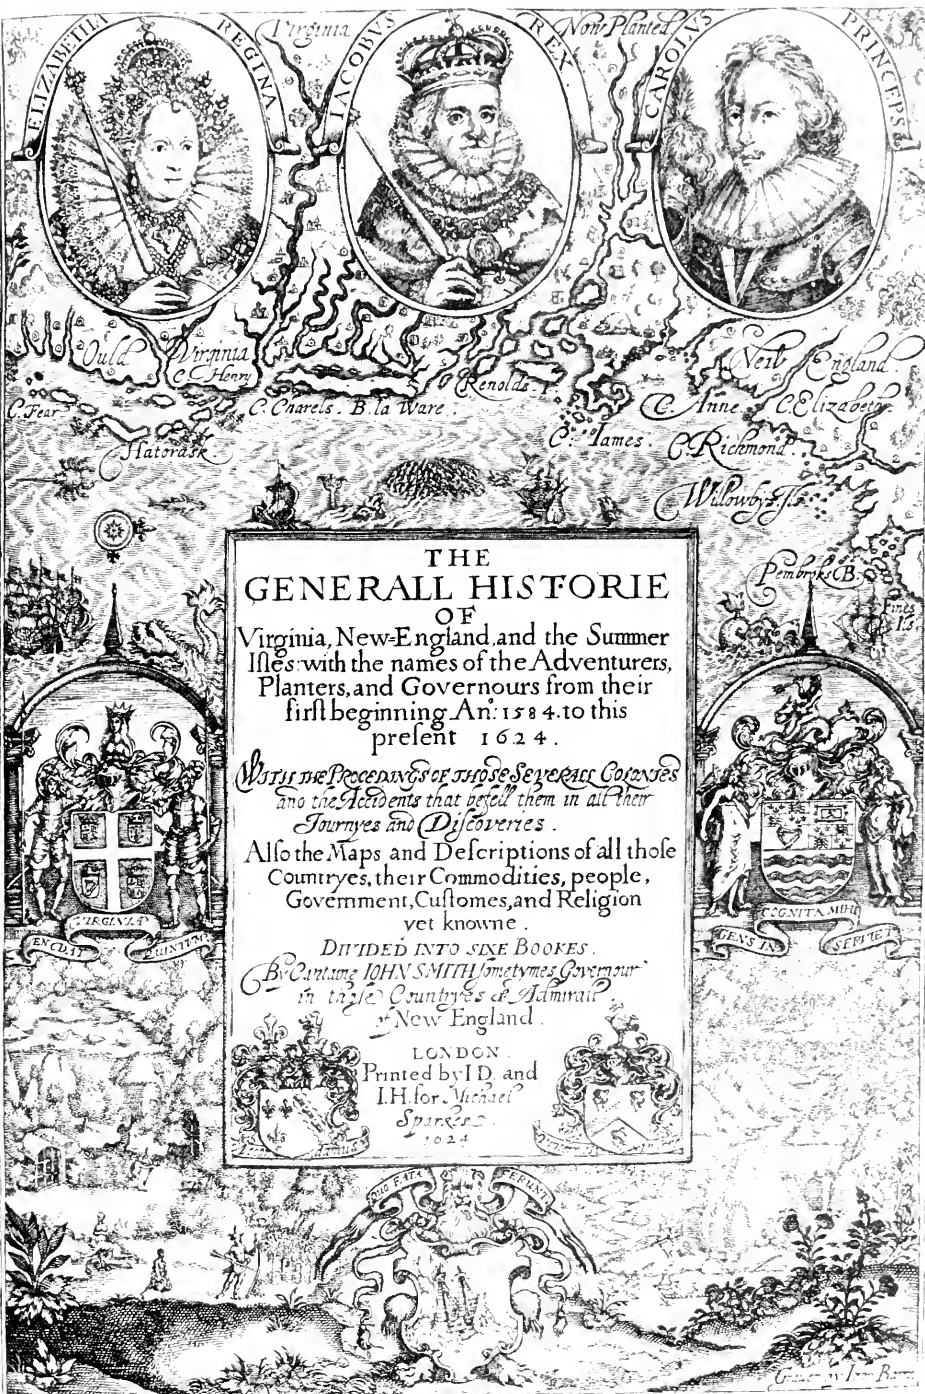 ELIZABETHA REGINA
Virginia
IACOBVS REX
Now Planted
CAROLVS PRINCEPS
Ould Virginia
C. Henry
Renolds I.
New England
C. Fear
C. Charels. B. la Ware.
C. Anne.
C. Elizabeth.
Hatorask.
C. Iames.
C. Richmond.
Willowbys Iſs
THE
GENERALL HISTORIE
OF
Virginia, New-England, and the Summer
Iſles: with the names of the Adventurers,
Planters, and Governours from their
firſt beginning An°: 1584. to this
preſent 1624.
WITH THE PROCEDINGS OF THOSE SEVERALL COLONIES
and the Accidents that befell them in all their
Journyes and Diſcoveries.
Alſo the Maps and Deſcriptions of all thoſe
Countryes, their Commodities, people,
Government, Cuſtomes, and Religion
yet knowne.
DIVIDED INTO SIXE BOOKES.
By Captaine IOHN SMITH ſometymes Governour
in thoſe Countryes & Admirall
of New England.
LONDON.
Printed by I D. and
I.H. for Michael
Sparkes.
1624
Pembroks B.
Fines Iſs.
EN DAT VIRGINIA QUINTVM
GENS IN COGNITA MIHI SERVIET
QUO FATA FERUNT